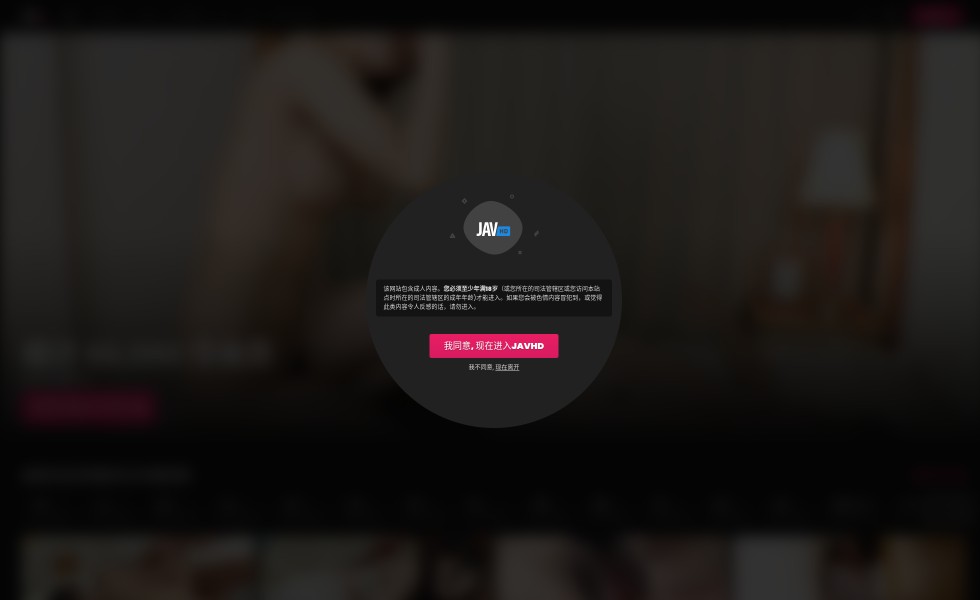 JAV HD
该网站包含成人内容。您必须至少年满18岁（或您所在的司法管辖区或您访问本站
点时所在的司法管辖区的成年年龄)才能进入。如果您会被色情内容冒犯到，或觉得
此类内容令人反感的话，请勿进入。
我同意, 现在进入JAVHD
我不同意, 现在离开